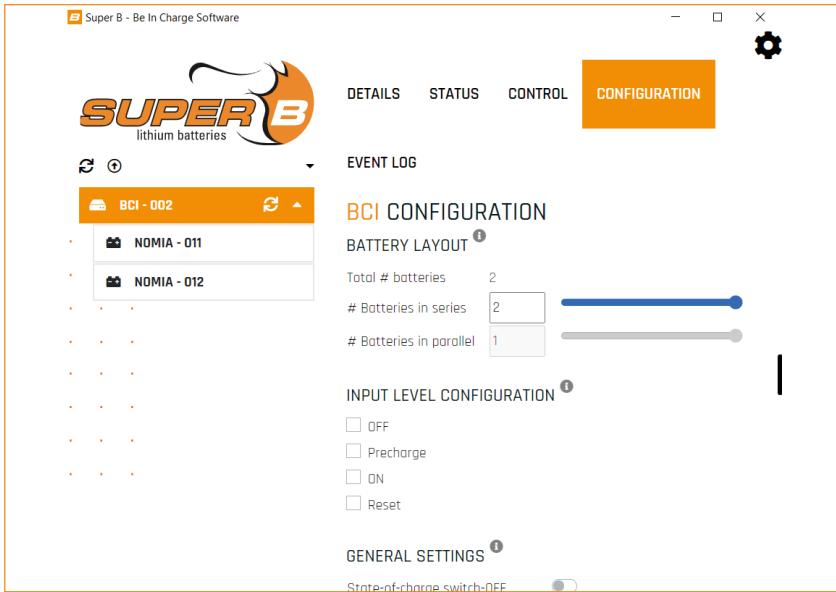 Super B - Be In Charge Software
SUPER B
lithium batteries
DETAILS STATUS CONTROL CONFIGURATION
EVENT LOG
BCI - 002
NOMIA - 011
NOMIA - 012
BCI CONFIGURATION
BATTERY LAYOUT
Total # batteries 2
# Batteries in series 2
# Batteries in parallel 1
INPUT LEVEL CONFIGURATION
OFF
Precharge
ON
Reset
GENERAL SETTINGS
State-of-charge switch-OFF